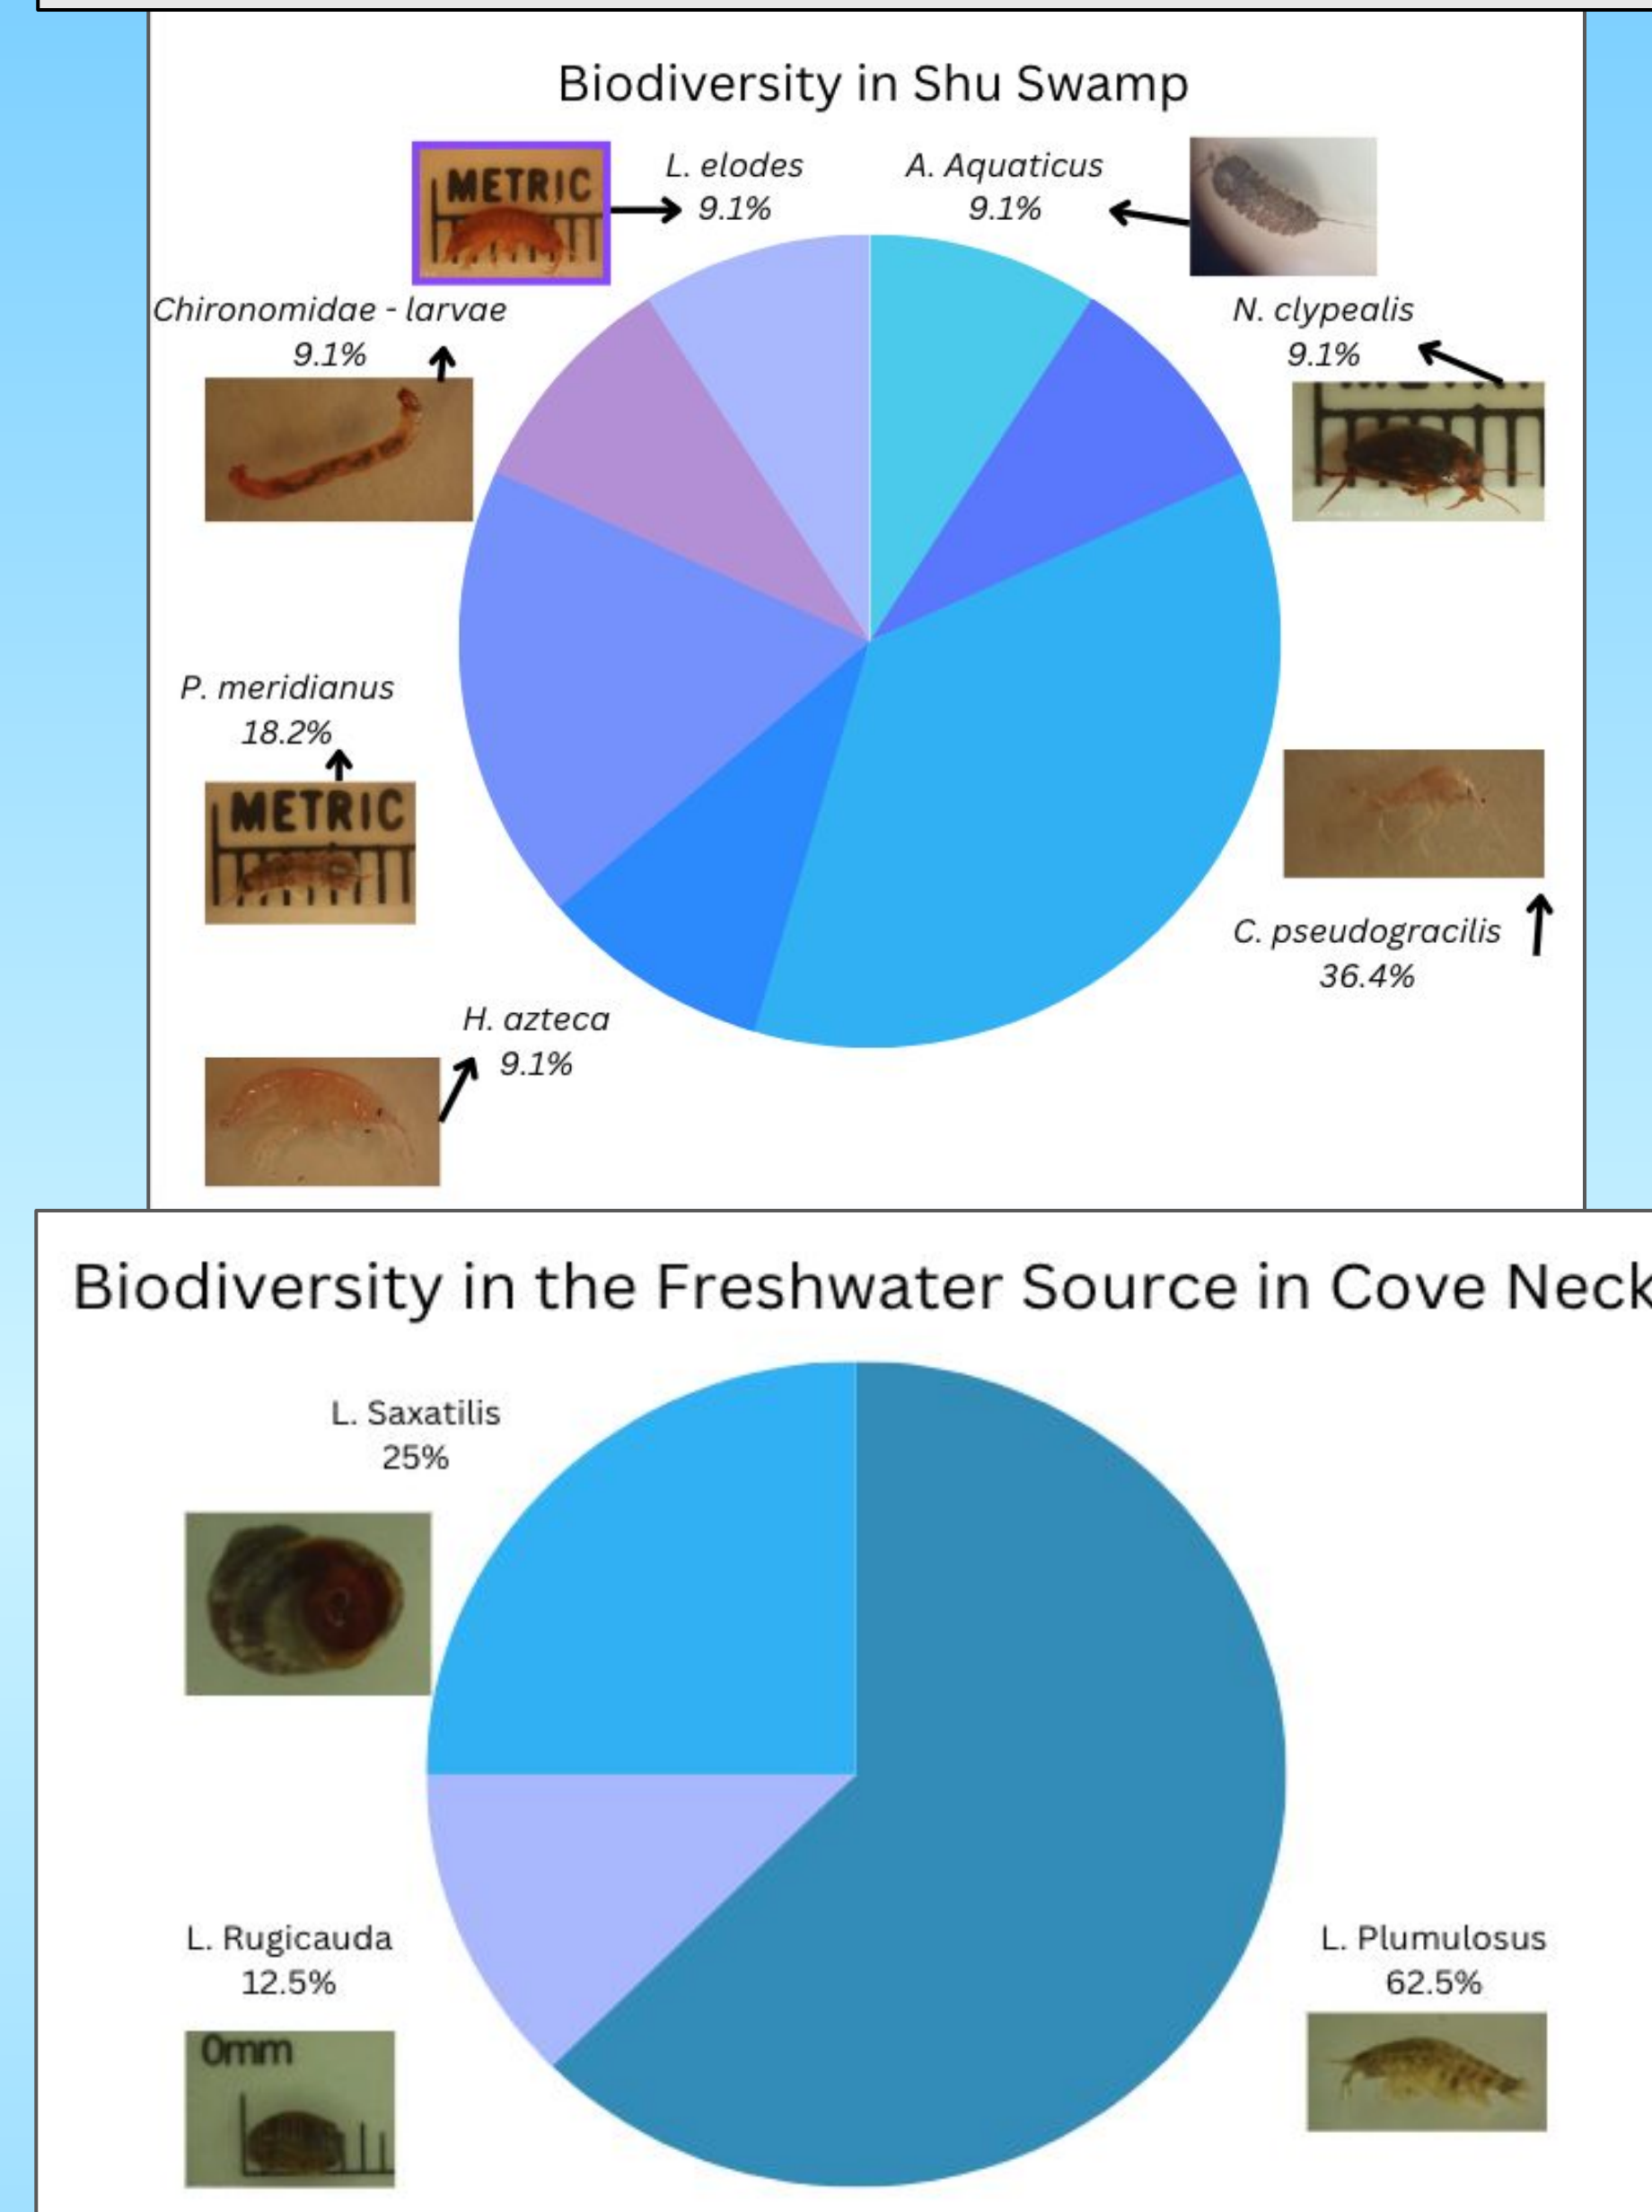 Biodiversity in Shu Swamp
METRIC
L. elodes
9.1%
A. Aquaticus
9.1%
Chironomidae - larvae
9.1%
N. clypealis
9.1%
P. meridianus
18.2%
METRIC
C. pseudogracilis
36.4%
H. azteca
9.1%
Biodiversity in the Freshwater Source in Cove Neck
L. Saxatilis
25%
L. Rugicauda
12.5%
0mm
L. Plumulosus
62.5%